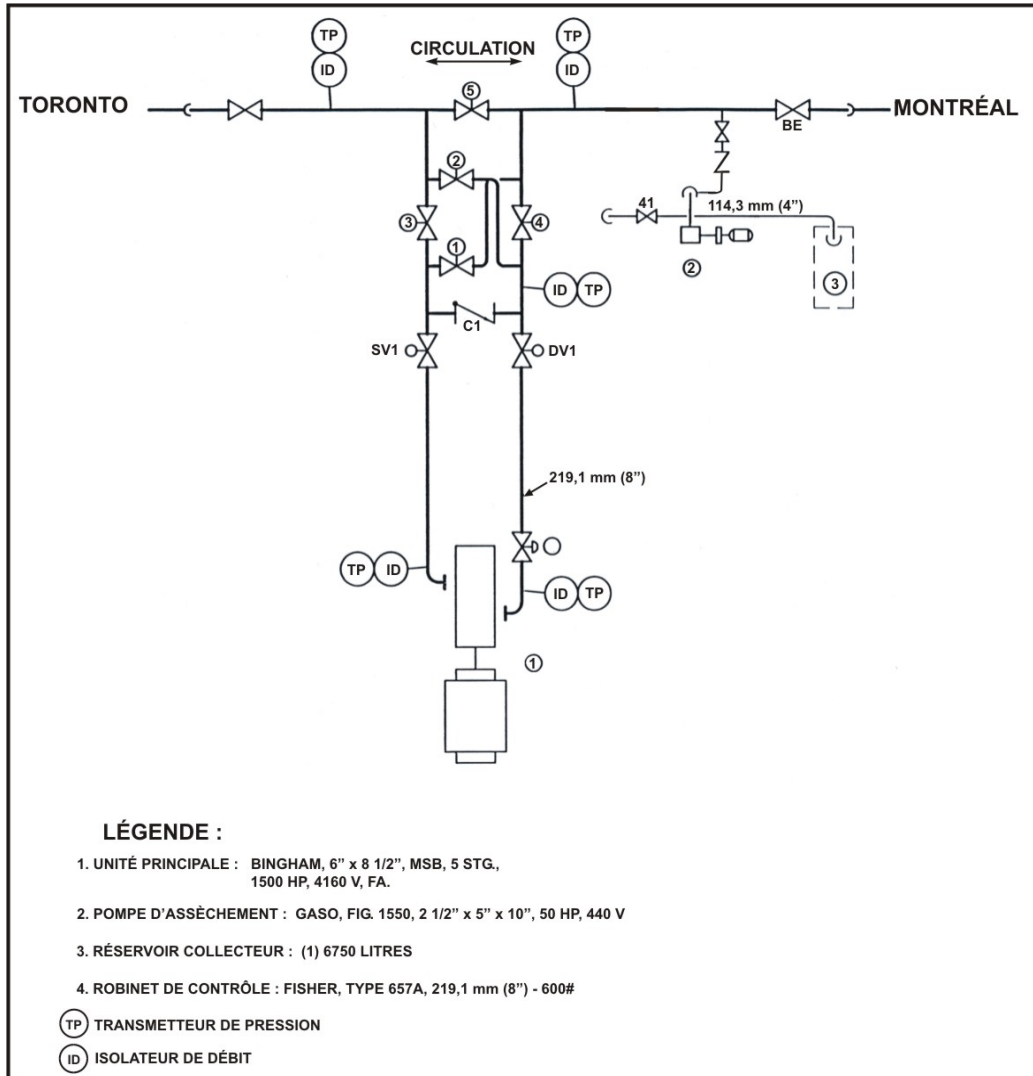 TP
ID
CIRCULATION
TP
ID
TORONTO
5
MONTRÉAL
BE
2
3
4
41
114,3 mm (4”)
1
2
3
ID TP
C1
SV1
DV1
219,1 mm (8”)
TP ID
ID TP
1
LÉGENDE :
1. UNITÉ PRINCIPALE : BINGHAM, 6” x 8 1/2”, MSB, 5 STG.,
1500 HP, 4160 V, FA.
2. POMPE D’ASSÈCHEMENT : GASO, FIG. 1550, 2 1/2” x 5” x 10”, 50 HP, 440 V
3. RÉSERVOIR COLLECTEUR : (1) 6750 LITRES
4. ROBINET DE CONTRÔLE : FISHER, TYPE 657A, 219,1 mm (8”) - 600#
TP TRANSMETTEUR DE PRESSION
ID ISOLATEUR DE DÉBIT